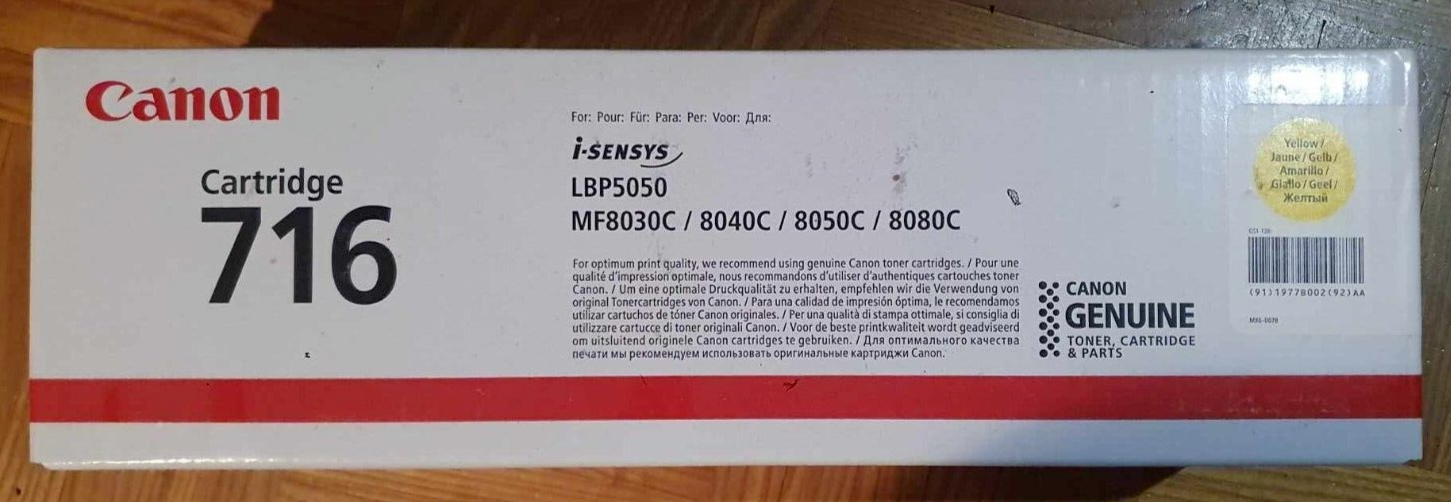 Canon
Cartridge
716
For: Pour: Für: Para: Per: Voor: Для:
i-SENSYS
LBP5050
MF8030C / 8040C / 8050C / 8080C
For optimum print quality, we recommend using genuine Canon toner cartridges. / Pour une
qualité d'impression optimale, nous recommandons d'utiliser d'authentiques cartouches toner
Canon. / Um eine optimale Druckqualität zu erhalten, empfehlen wir die Verwendung von
original Tonercartridges von Canon. / Para una calidad de impresión óptima, le recomendamos
utilizar cartuchos de tóner Canon originales. / Per una qualità di stampa ottimale, si consiglia di
utilizzare cartucce di toner originali Canon. / Voor de beste printkwaliteit wordt geadviseerd
om uitsluitend originele Canon cartridges te gebruiken. / Для оптимального качества
печати мы рекомендуем использовать оригинальные картриджи Canon.
CANON
GENUINE
TONER, CARTRIDGE
& PARTS
Yellow /
Jaune / Gelb /
Amarillo /
Giallo / Geel /
Желтый
(91)19778002(92)AA